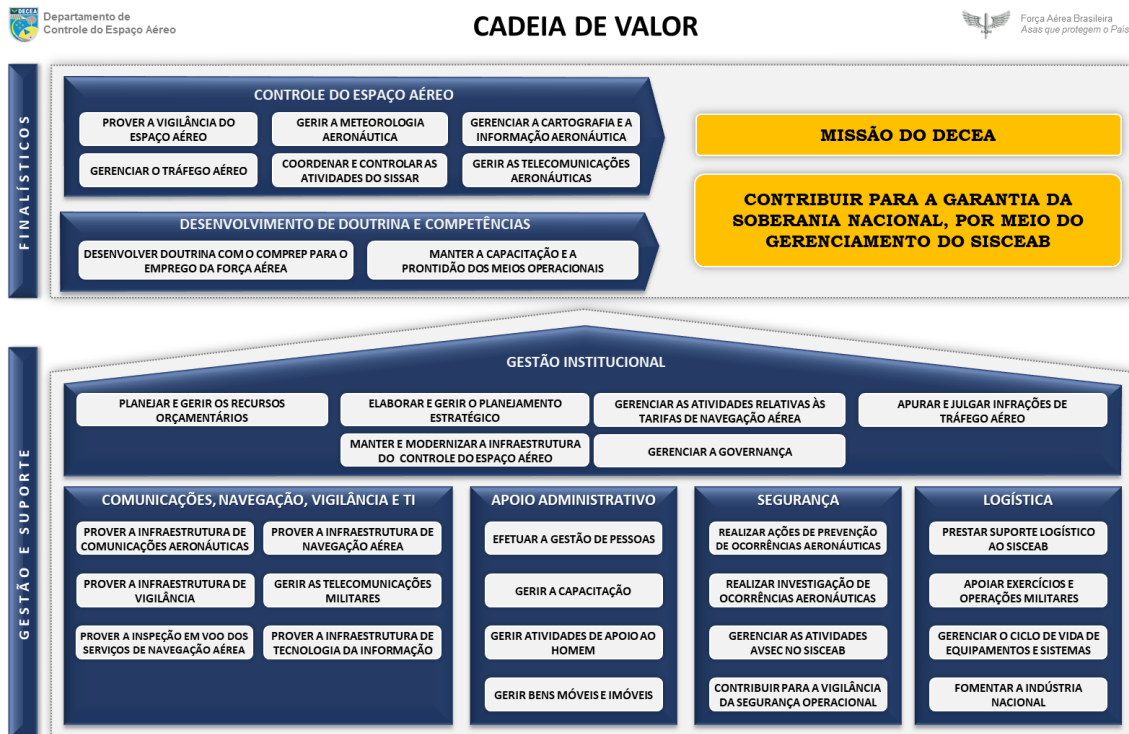 DECEA
Departamento de
Controle do Espaço Aéreo
CADEIA DE VALOR
Força Aérea Brasileira
Asas que protegem o País
FINALÍSTICOS
CONTROLE DO ESPAÇO AÉREO
PROVER A VIGILÂNCIA DO
ESPAÇO AÉREO
GERIR A METEOROLOGIA
AERONÁUTICA
GERENCIAR A CARTOGRAFIA E A
INFORMAÇÃO AERONÁUTICA
GERENCIAR O TRÁFEGO AÉREO
COORDENAR E CONTROLAR AS
ATIVIDADES DO SISSAR
GERIR AS TELECOMUNICAÇÕES
AERONÁUTICAS
DESENVOLVIMENTO DE DOUTRINA E COMPETÊNCIAS
DESENVOLVER DOUTRINA COM O COMPREP PARA O
EMPREGO DA FORÇA AÉREA
MANTER A CAPACITAÇÃO E A
PRONTIDÃO DOS MEIOS OPERACIONAIS
MISSÃO DO DECEA
CONTRIBUIR PARA A GARANTIA DA
SOBERANIA NACIONAL, POR MEIO DO
GERENCIAMENTO DO SISCEAB
GESTÃO E SUPORTE
GESTÃO INSTITUCIONAL
PLANEJAR E GERIR OS RECURSOS
ORÇAMENTÁRIOS
ELABORAR E GERIR O PLANEJAMENTO
ESTRATÉGICO
GERENCIAR AS ATIVIDADES RELATIVAS ÀS
TARIFAS DE NAVEGAÇÃO AÉREA
APURAR E JULGAR INFRAÇÕES DE
TRÁFEGO AÉREO
MANTER E MODERNIZAR A INFRAESTRUTURA
DO CONTROLE DO ESPAÇO AÉREO
GERENCIAR A GOVERNANÇA
COMUNICAÇÕES, NAVEGAÇÃO, VIGILÂNCIA E TI
PROVER A INFRAESTRUTURA DE
COMUNICAÇÕES AERONÁUTICAS
PROVER A INFRAESTRUTURA DE
NAVEGAÇÃO AÉREA
PROVER A INFRAESTRUTURA DE
VIGILÂNCIA
GERIR AS TELECOMUNICAÇÕES
MILITARES
PROVER A INSPEÇÃO EM VOO DOS
SERVIÇOS DE NAVEGAÇÃO AÉREA
PROVER A INFRAESTRUTURA DE
TECNOLOGIA DA INFORMAÇÃO
APOIO ADMINISTRATIVO
EFETUAR A GESTÃO DE PESSOAS
GERIR A CAPACITAÇÃO
GERIR ATIVIDADES DE APOIO AO
HOMEM
GERIR BENS MÓVEIS E IMÓVEIS
SEGURANÇA
REALIZAR AÇÕES DE PREVENÇÃO
DE OCORRÊNCIAS AERONÁUTICAS
REALIZAR INVESTIGAÇÃO DE
OCORRÊNCIAS AERONÁUTICAS
GERENCIAR AS ATIVIDADES
AVSEC NO SISCEAB
CONTRIBUIR PARA A VIGILÂNCIA
DA SEGURANÇA OPERACIONAL
LOGÍSTICA
PRESTAR SUPORTE LOGÍSTICO
AO SISCEAB
APOIAR EXERCÍCIOS E
OPERAÇÕES MILITARES
GERENCIAR O CICLO DE VIDA DE
EQUIPAMENTOS E SISTEMAS
FOMENTAR A INDÚSTRIA
NACIONAL